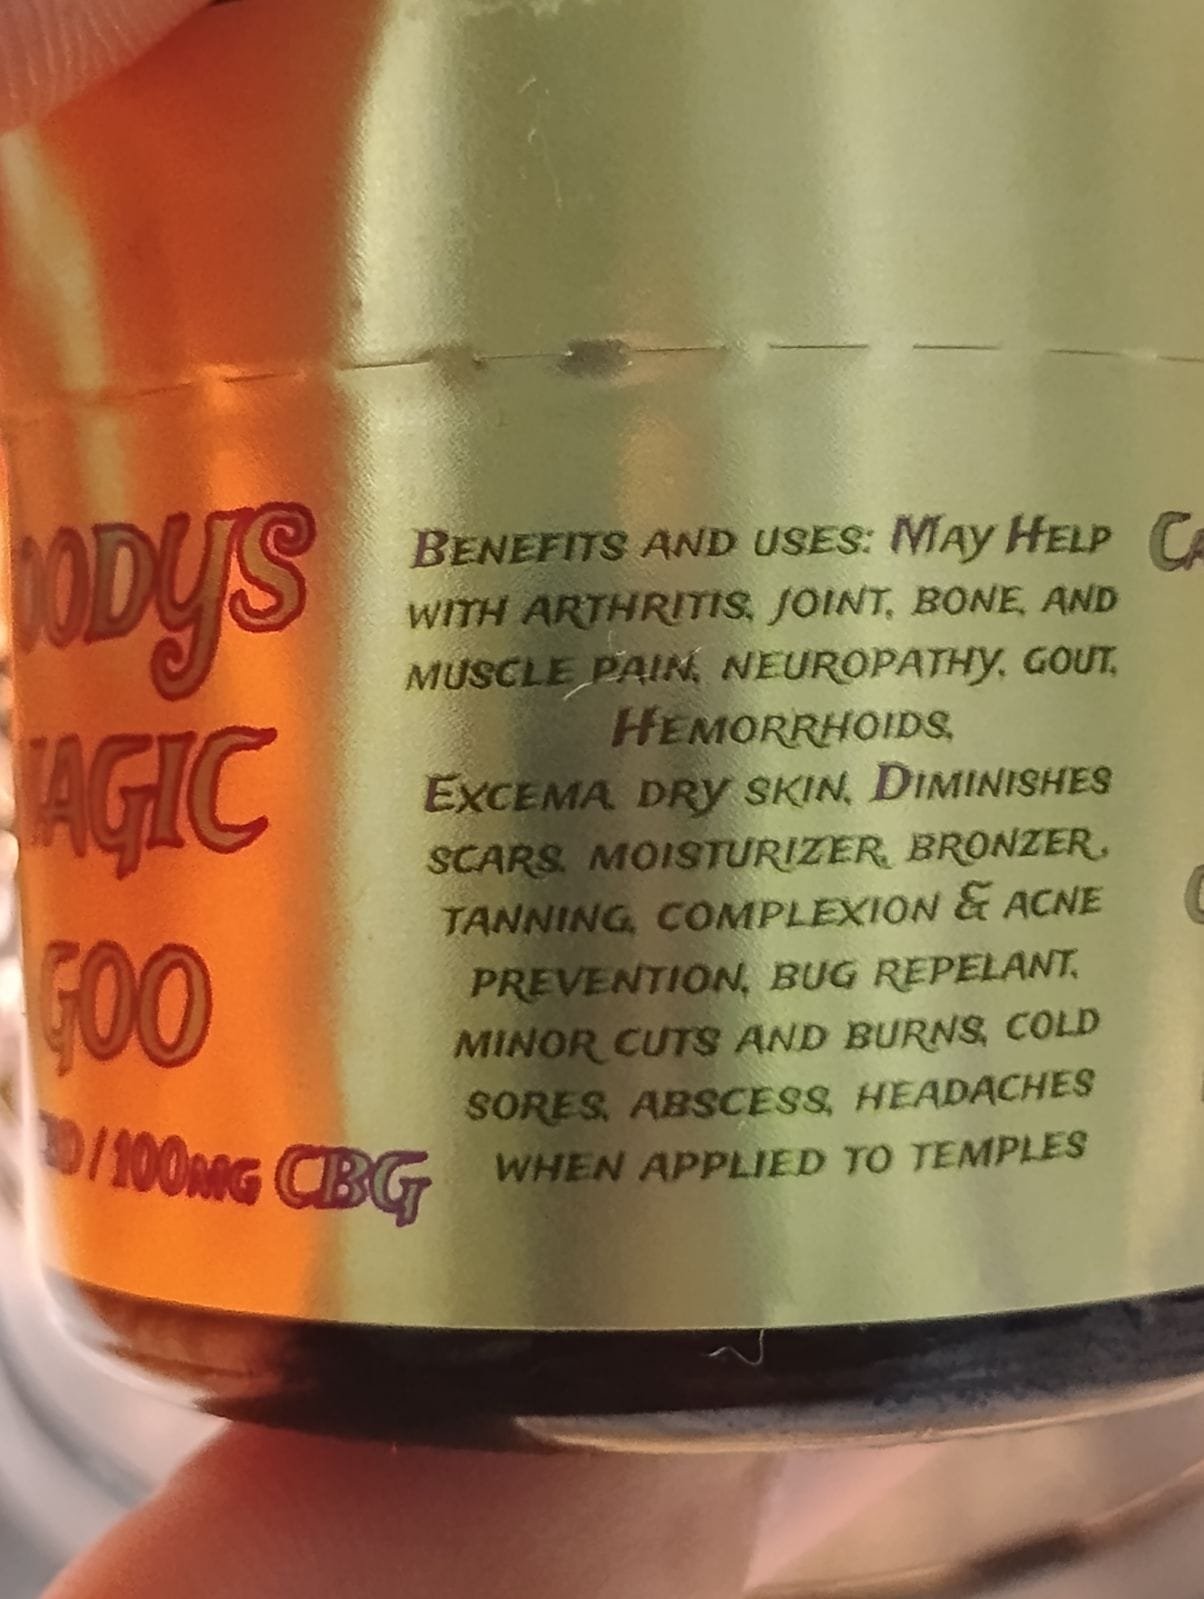 MAGIC
GOO
/100MG CBG
BENEFITS AND USES: MAY HELP
WITH ARTHRITIS, JOINT, BONE, AND
MUSCLE PAIN, NEUROPATHY, GOUT,
HEMORRHOIDS,
EXCEMA, DRY SKIN, DIMINISHES
SCARS, MOISTURIZER, BRONZER,
TANNING, COMPLEXION & ACNE
PREVENTION, BUG REPELANT,
MINOR CUTS AND BURNS, COLD
SORES, ABSCESS, HEADACHES
WHEN APPLIED TO TEMPLES